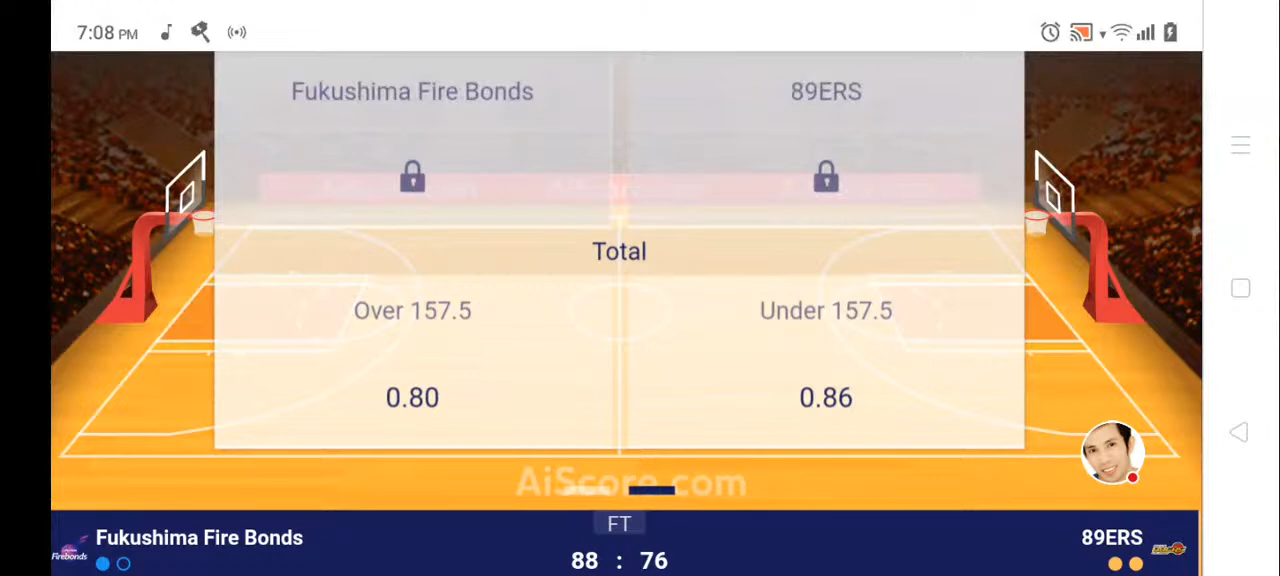 7:08 PM
Fukushima Fire Bonds
89ERS
Total
Over 157.5
Under 157.5
0.80
0.86
AiScore.com
FT
Fukushima Fire Bonds
89ERS
Firebonds
88 : 76